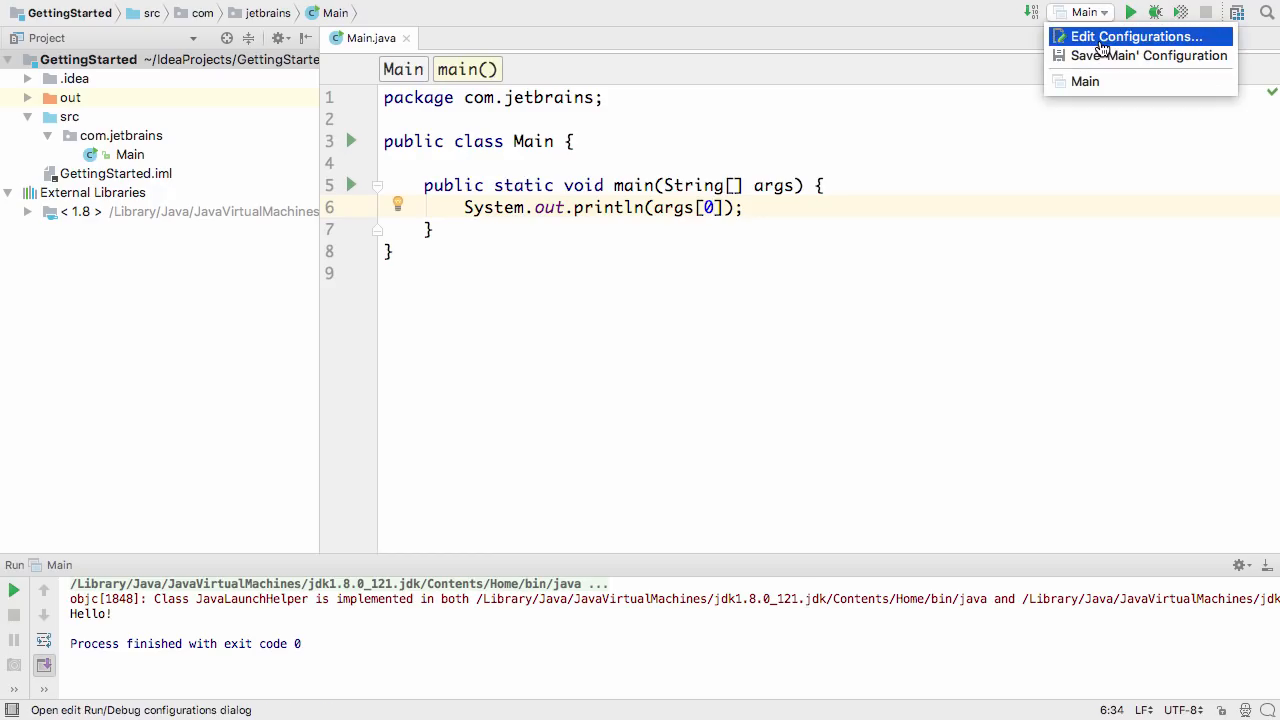 GettingStarted src com jetbrains Main
Main
Project
Main.java
Edit Configurations...
Save 'Main' Configuration
Main
GettingStarted ~/IdeaProjects/GettingStarte
.idea
out
src
com.jetbrains
Main
GettingStarted.iml
External Libraries
< 1.8 > /Library/Java/JavaVirtualMachines
Main main()
1 package com.jetbrains;
2
3 public class Main {
4
5 public static void main(String[] args) {
6 System.out.println(args[0]);
7 }
8 }
9
Run Main
/Library/Java/JavaVirtualMachines/jdk1.8.0_121.jdk/Contents/Home/bin/java ...
objc[1848]: Class JavaLaunchHelper is implemented in both /Library/Java/JavaVirtualMachines/jdk1.8.0_121.jdk/Contents/Home/bin/java and /Library/Java/JavaVirtualMachines/jdk
Hello!
Process finished with exit code 0
Open edit Run/Debug configurations dialog 6:34 LF UTF-8